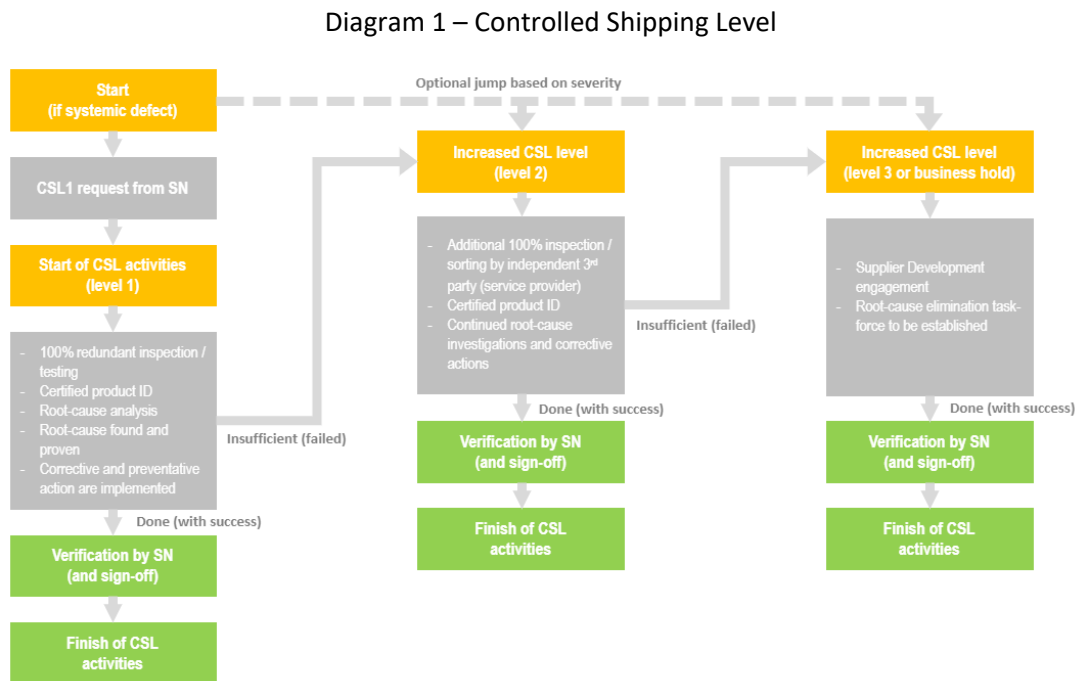 Diagram 1 – Controlled Shipping Level
Optional jump based on severity
Start
(if systemic defect)
CSL1 request from SN
Start of CSL activities
(level 1)
- 100% redundant inspection /
testing
- Certified product ID
- Root-cause analysis
- Root-cause found and
proven
- Corrective and preventative
action are implemented
Insufficient (failed)
Done (with success)
Verification by SN
(and sign-off)
Finish of CSL
activities
Increased CSL level
(level 2)
- Additional 100% inspection /
sorting by independent 3rd
party (service provider)
- Certified product ID
- Continued root-cause
investigations and corrective
actions
Insufficient (failed)
Done (with success)
Verification by SN
(and sign-off)
Finish of CSL
activities
Increased CSL level
(level 3 or business hold)
- Supplier Development
engagement
- Root-cause elimination task-
force to be established
Done (with success)
Verification by SN
(and sign-off)
Finish of CSL
activities